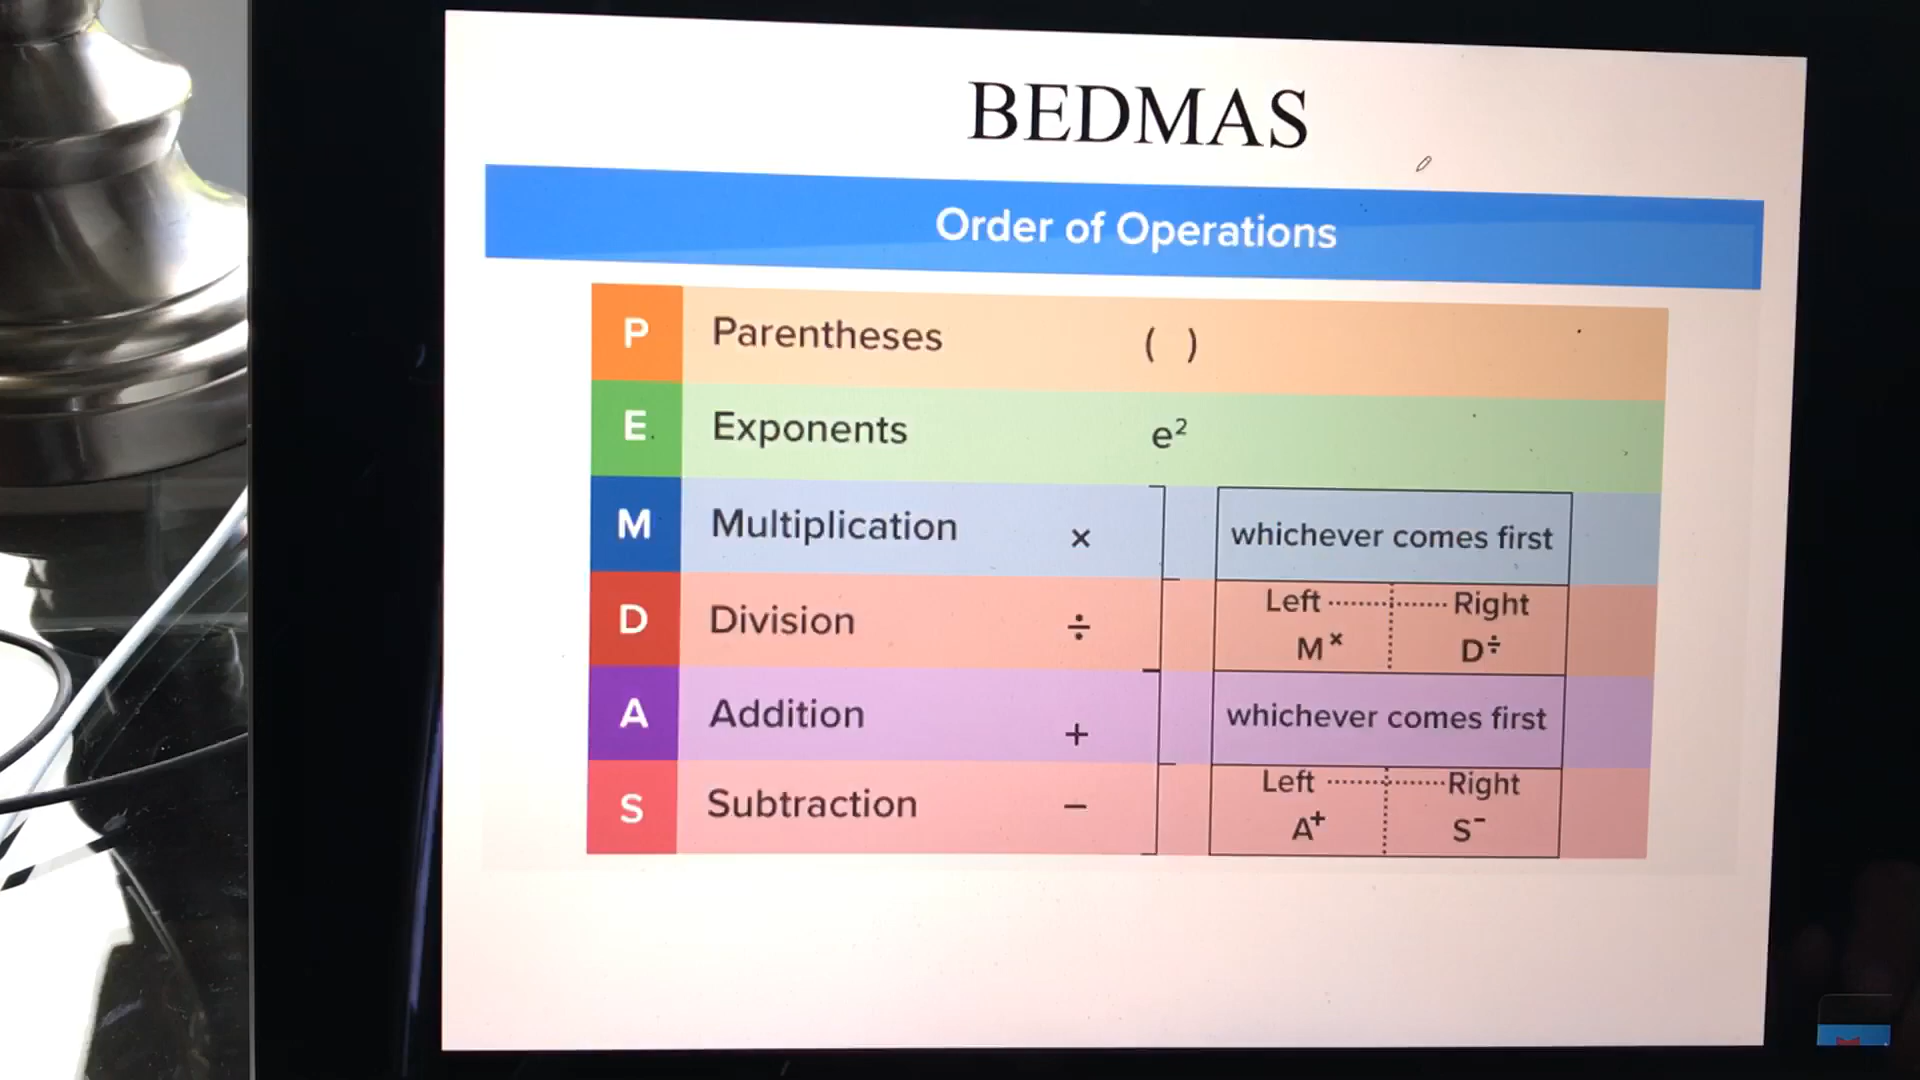 BEDMAS
Order of Operations
P Parentheses ( )
E Exponents e²
M Multiplication × whichever comes first
D Division ÷ Left Right
M× D÷
A Addition + whichever comes first
S Subtraction − Left Right
A+ S−